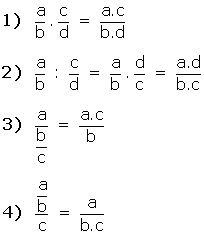 1) a/b . c/d = a.c/b.d
2) a/b : c/d = a/b . d/c = a.d/b.c
3) a/(b/c) = a.c/b
4) (a/b)/c = a/b.c